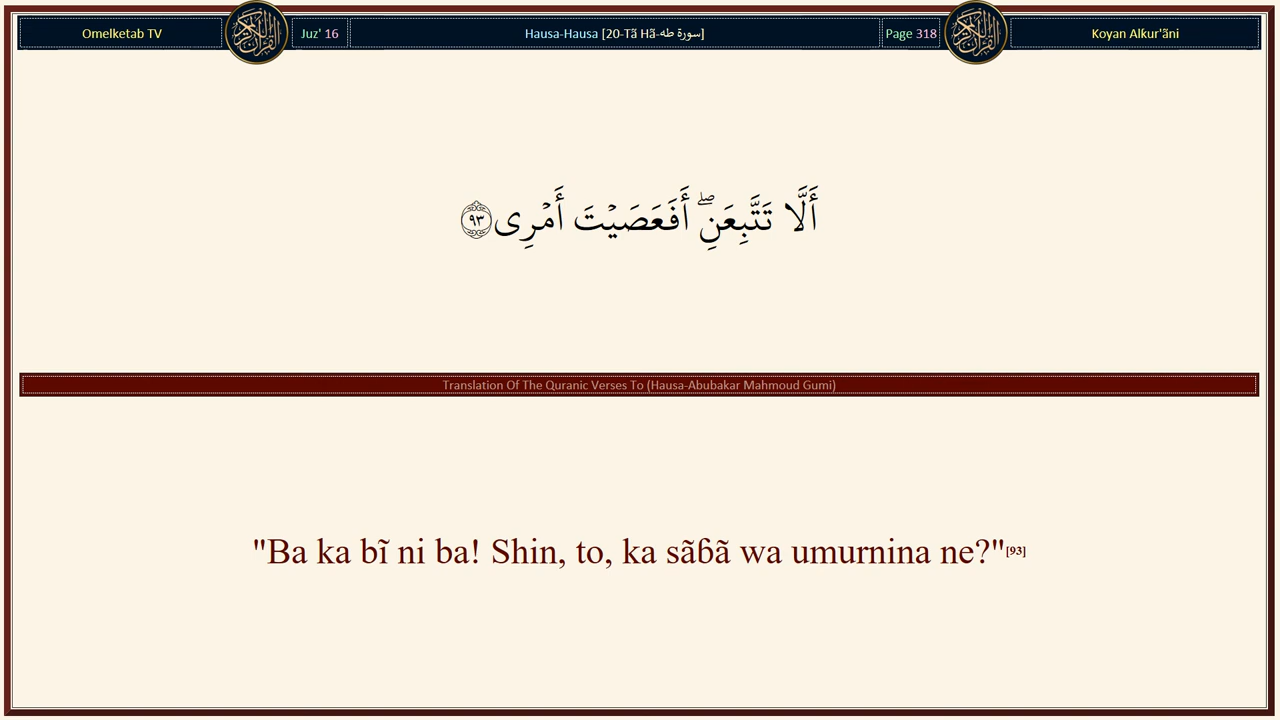 Omelketab TV
Juz' 16
Hausa-Hausa [20-Tã Hã-سورة طه]
Page 318
Koyan Alƙur'ãni
أَلَّا تَتَّبِعَنِ ۖ أَفَعَصَيْتَ أَمْرِى ٩٣
Translation Of The Quranic Verses To (Hausa-Abubakar Mahmoud Gumi)
"Ba ka bĩ ni ba! Shin, to, ka sãɓã wa umurnina ne?"[93]